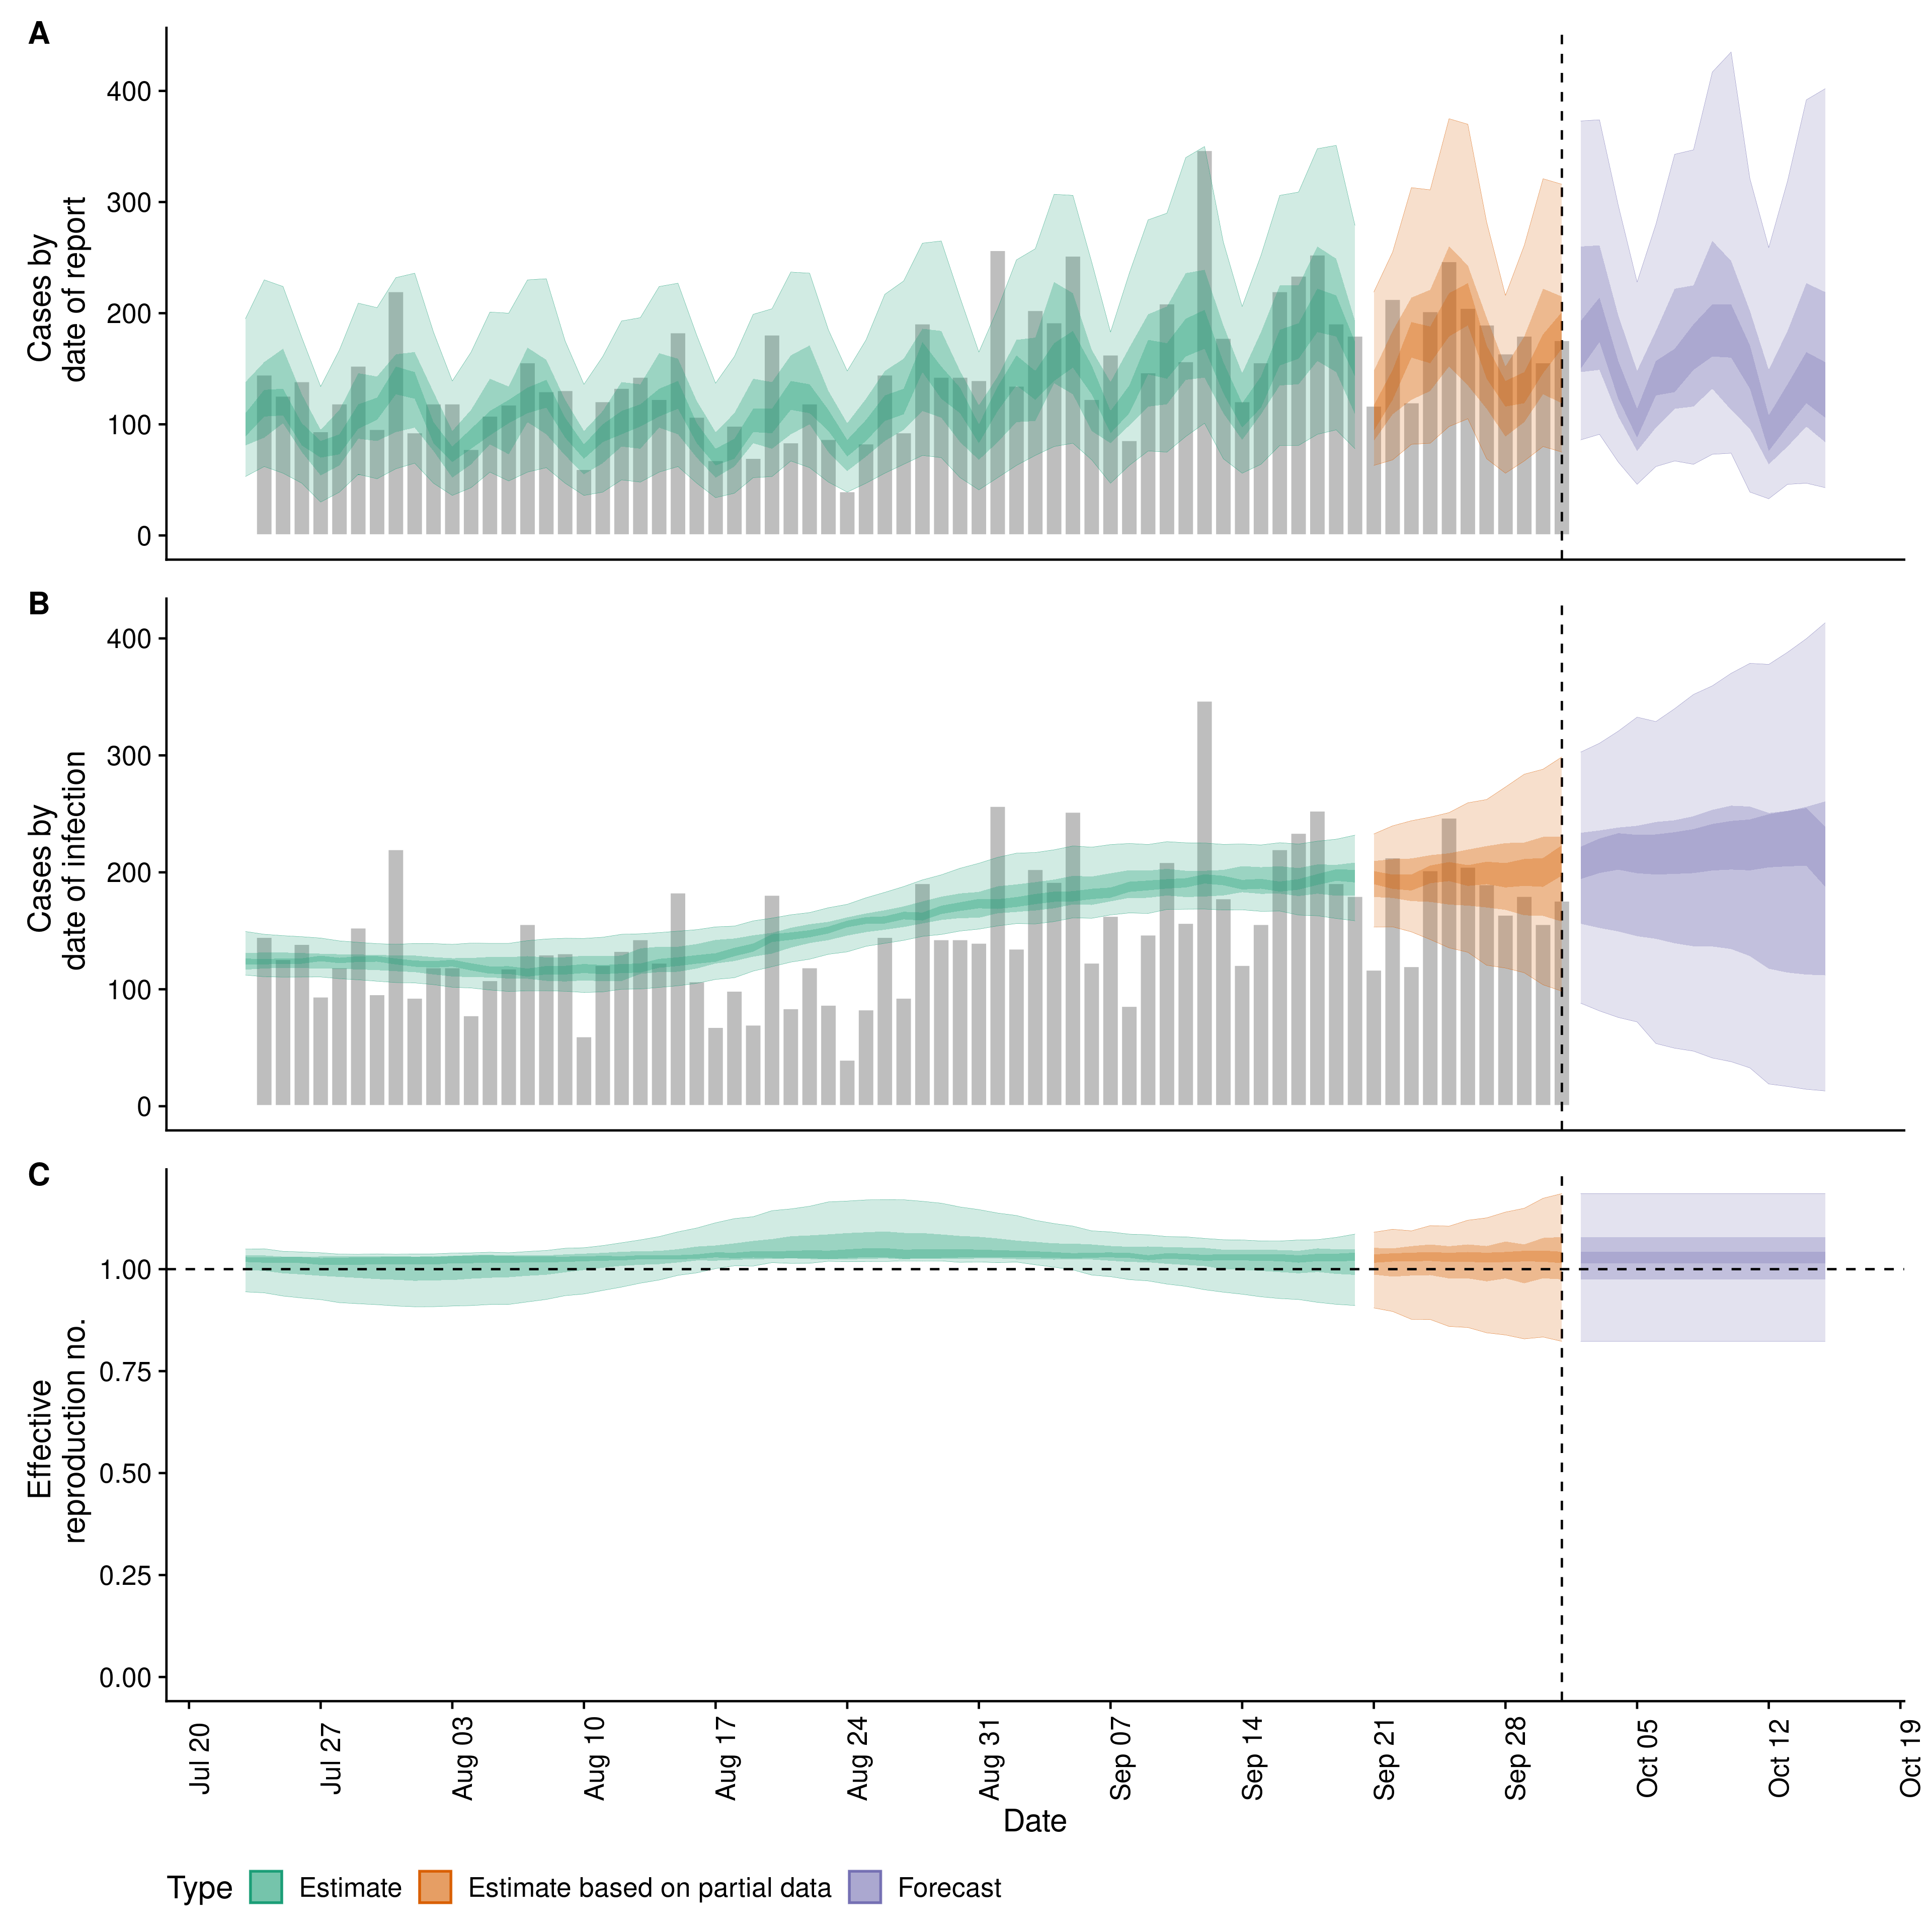 A
Cases by
date of report
400
300
200
100
0
B
Cases by
date of infection
400
300
200
100
0
C
Effective
reproduction no.
1.00
0.75
0.50
0.25
0.00
Jul 20
Jul 27
Aug 03
Aug 10
Aug 17
Aug 24
Aug 31
Sep 07
Sep 14
Sep 21
Sep 28
Oct 05
Oct 12
Oct 19
Date
Type Estimate Estimate based on partial data Forecast